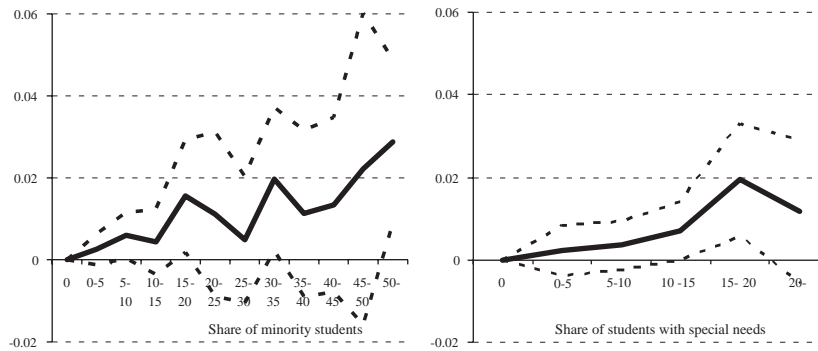 0.06
0.04
0.02
0
-0.02
0 0-5 5- 10- 15- 20- 25- 30- 35- 40- 45- 50-
10 15 20 25 30 35 40 45 50
Share of minority students
0.06
0.04
0.02
0
-0.02
0 0-5 5-10 10-15 15-20 20-
Share of students with special needs